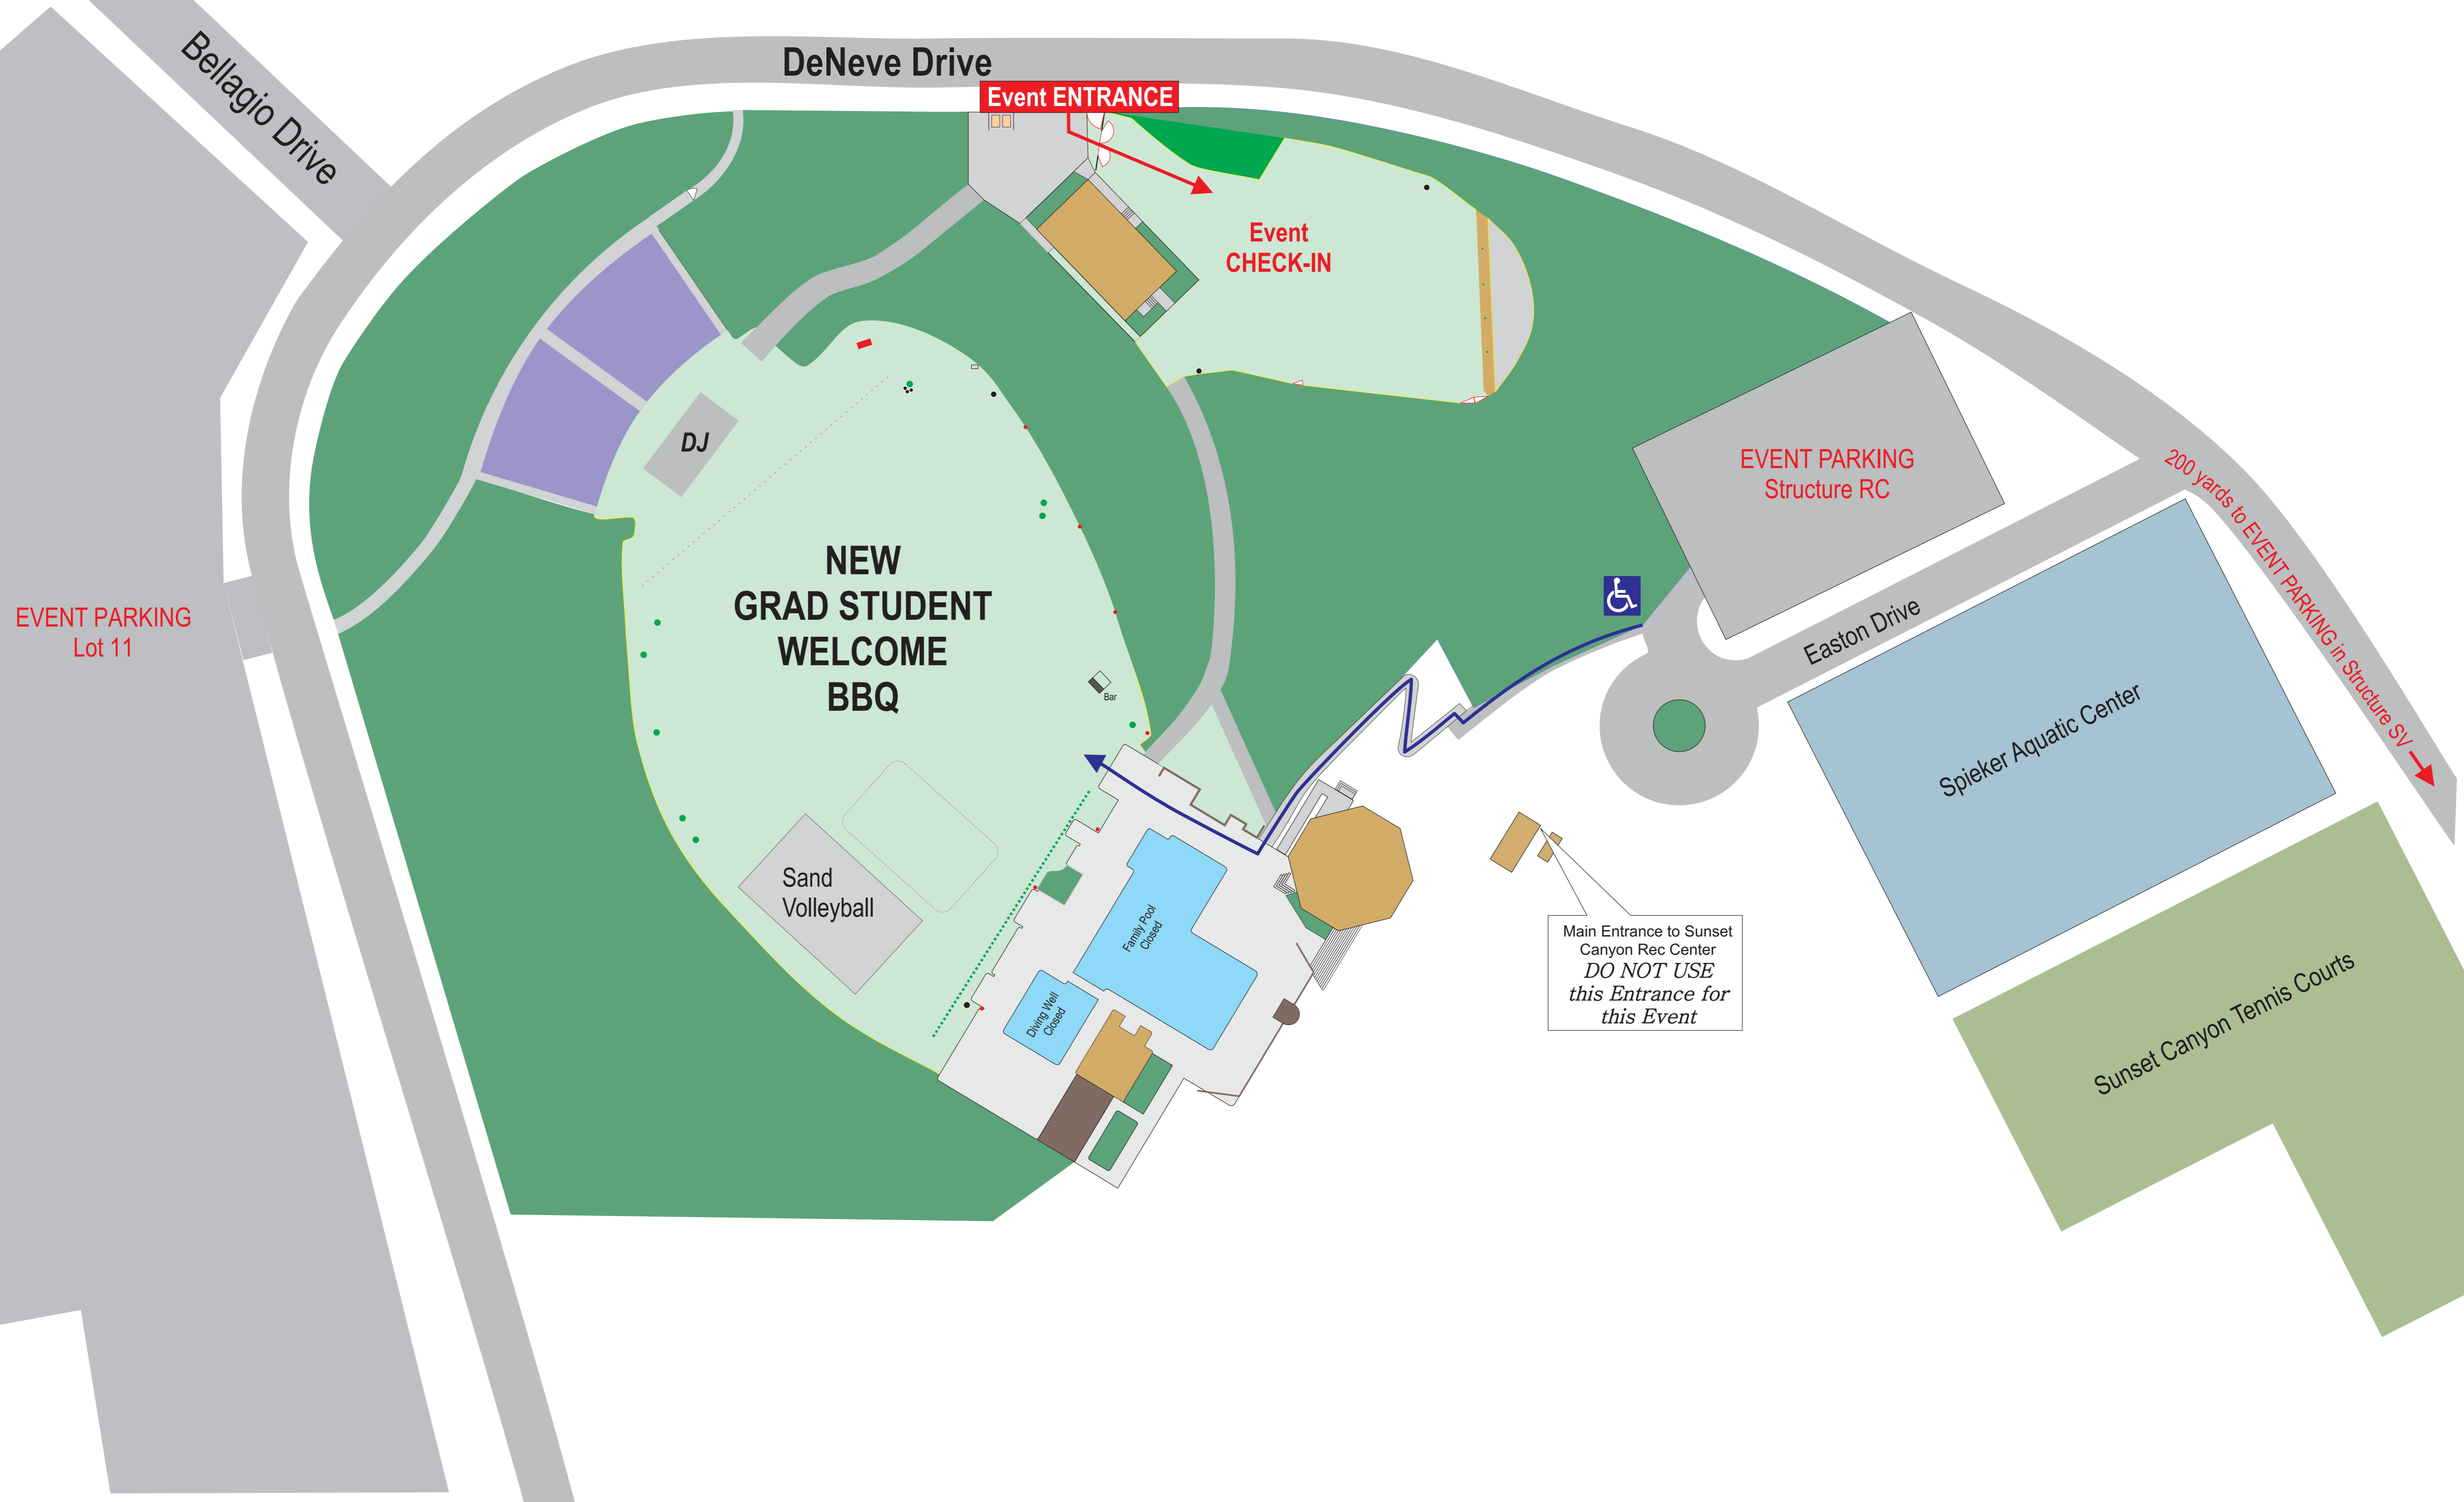 Bellagio Drive
DeNeve Drive
Event ENTRANCE
Event
CHECK-IN
DJ
EVENT PARKING
Structure RC
200 yards to EVENT PARKING in Structure SV
NEW
GRAD STUDENT
WELCOME
BBQ
EVENT PARKING
Lot 11
Easton Drive
Bar
Spieker Aquatic Center
Sand
Volleyball
Family Pool
Closed
Diving Well
Closed
Main Entrance to Sunset
Canyon Rec Center
DO NOT USE
this Entrance for
this Event
Sunset Canyon Tennis Courts